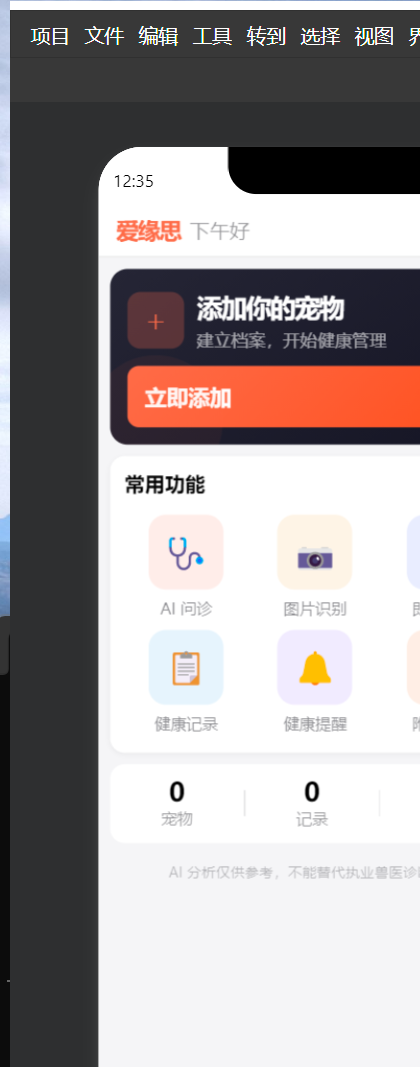 项目 文件 编辑 工具 转到 选择 视图
12:35
爱缘思 下午好
添加你的宠物
建立档案，开始健康管理
立即添加
常用功能
AI 问诊 图片识别
健康记录 健康提醒
0 0
宠物 记录
AI 分析仅供参考，不能替代执业兽医诊